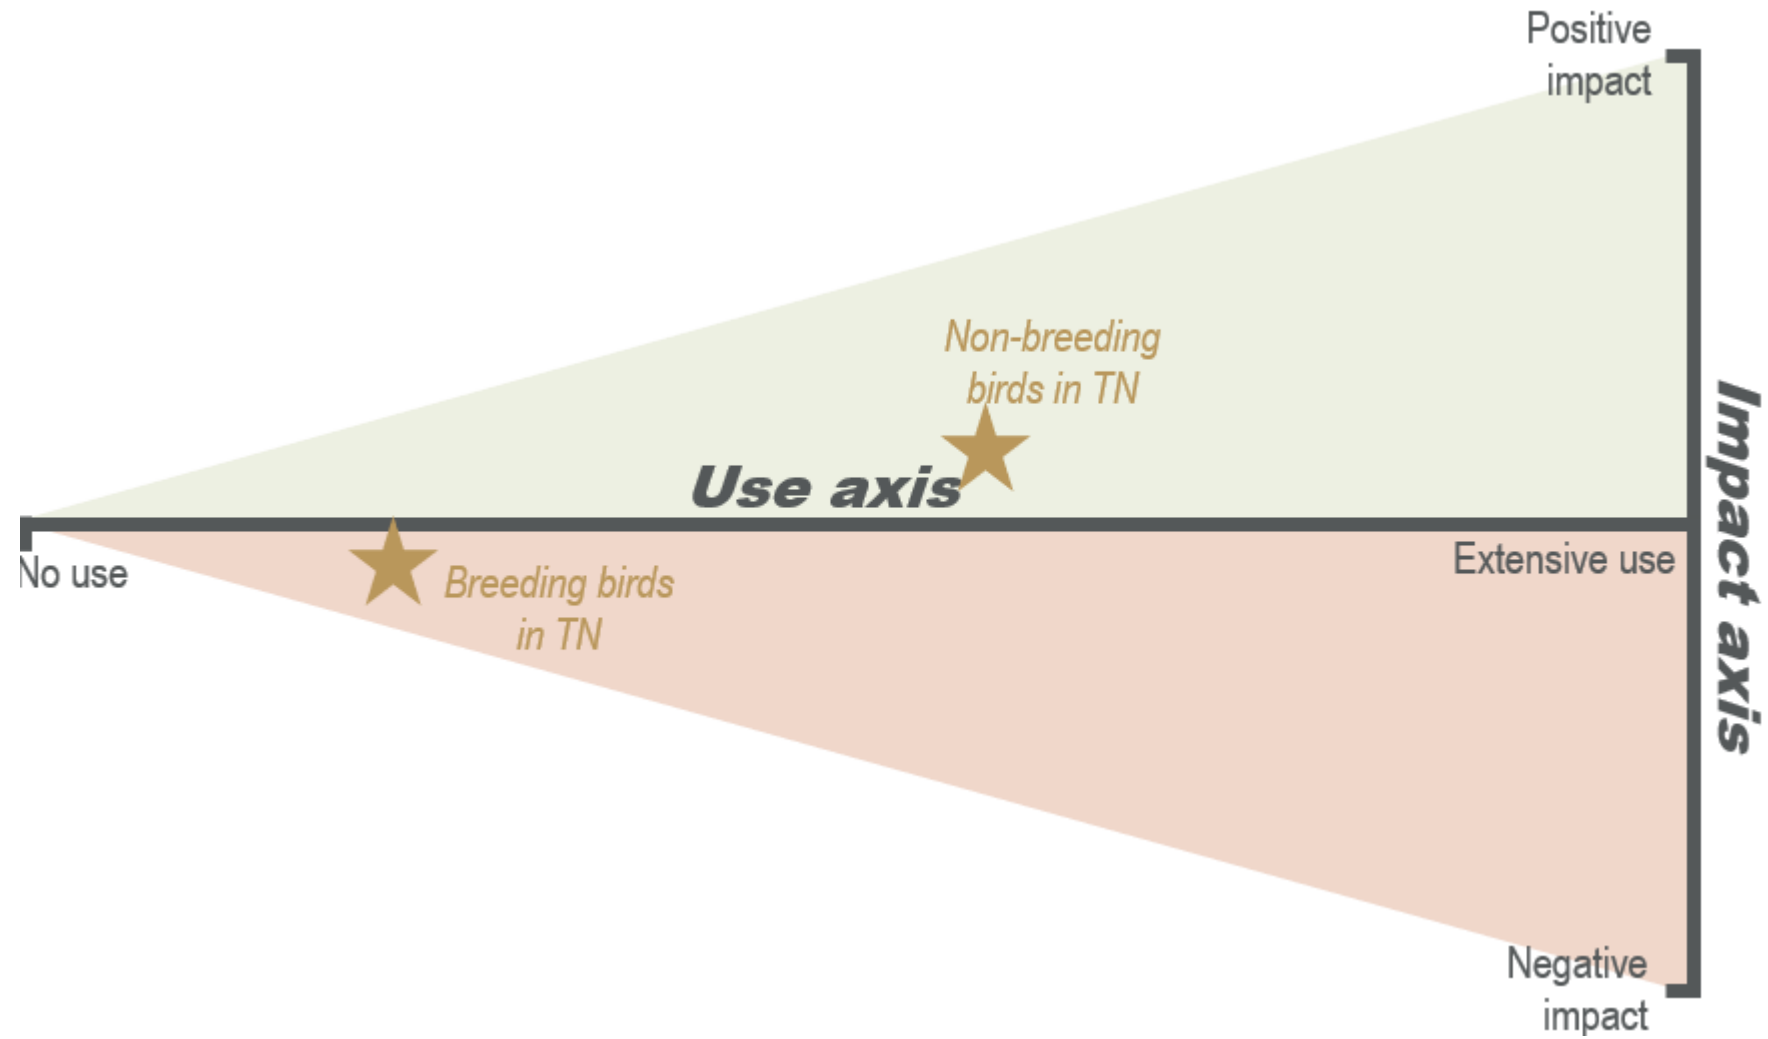 Positive
impact
Non-breeding
birds in TN
Use axis
No use
Breeding birds
in TN
Extensive use
Impact axis
Negative
impact